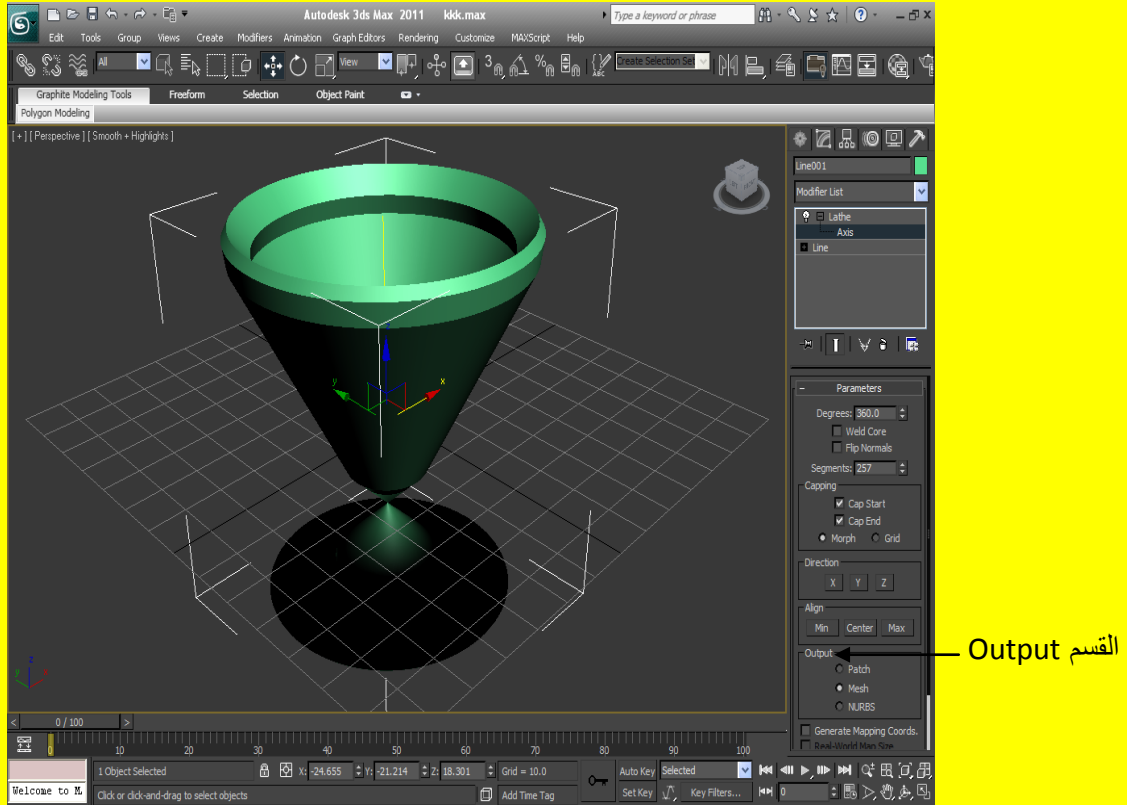 Autodesk 3ds Max 2011 kkk.max
Type a keyword or phrase
Edit Tools Group Views Create Modifiers Animation Graph Editors Rendering Customize MAXScript Help
All
View
3
Create Selection Set
Graphite Modeling Tools Freeform Selection Object Paint
Polygon Modeling
[ + ] [ Perspective ] [ Smooth + Highlights ]
Line001
Modifier List
Lathe
Axis
Line
Parameters
Degrees: 360.0
Weld Core
Flip Normals
Segments: 257
Capping
Cap Start
Cap End
Morph Grid
Direction
X Y Z
Align
Min Center Max
Output
القسم Output
Patch
Mesh
NURBS
Generate Mapping Coords.
Real-World Map Size
z
y x
z
y x
0 / 100
0 10 20 30 40 50 60 70 80 90 100
1 Object Selected
X: -24.655 Y: -21.214 Z: 18.301 Grid = 10.0
Auto Key Selected
Welcome to M
Click or click-and-drag to select objects
Add Time Tag
Set Key Key Filters...
0